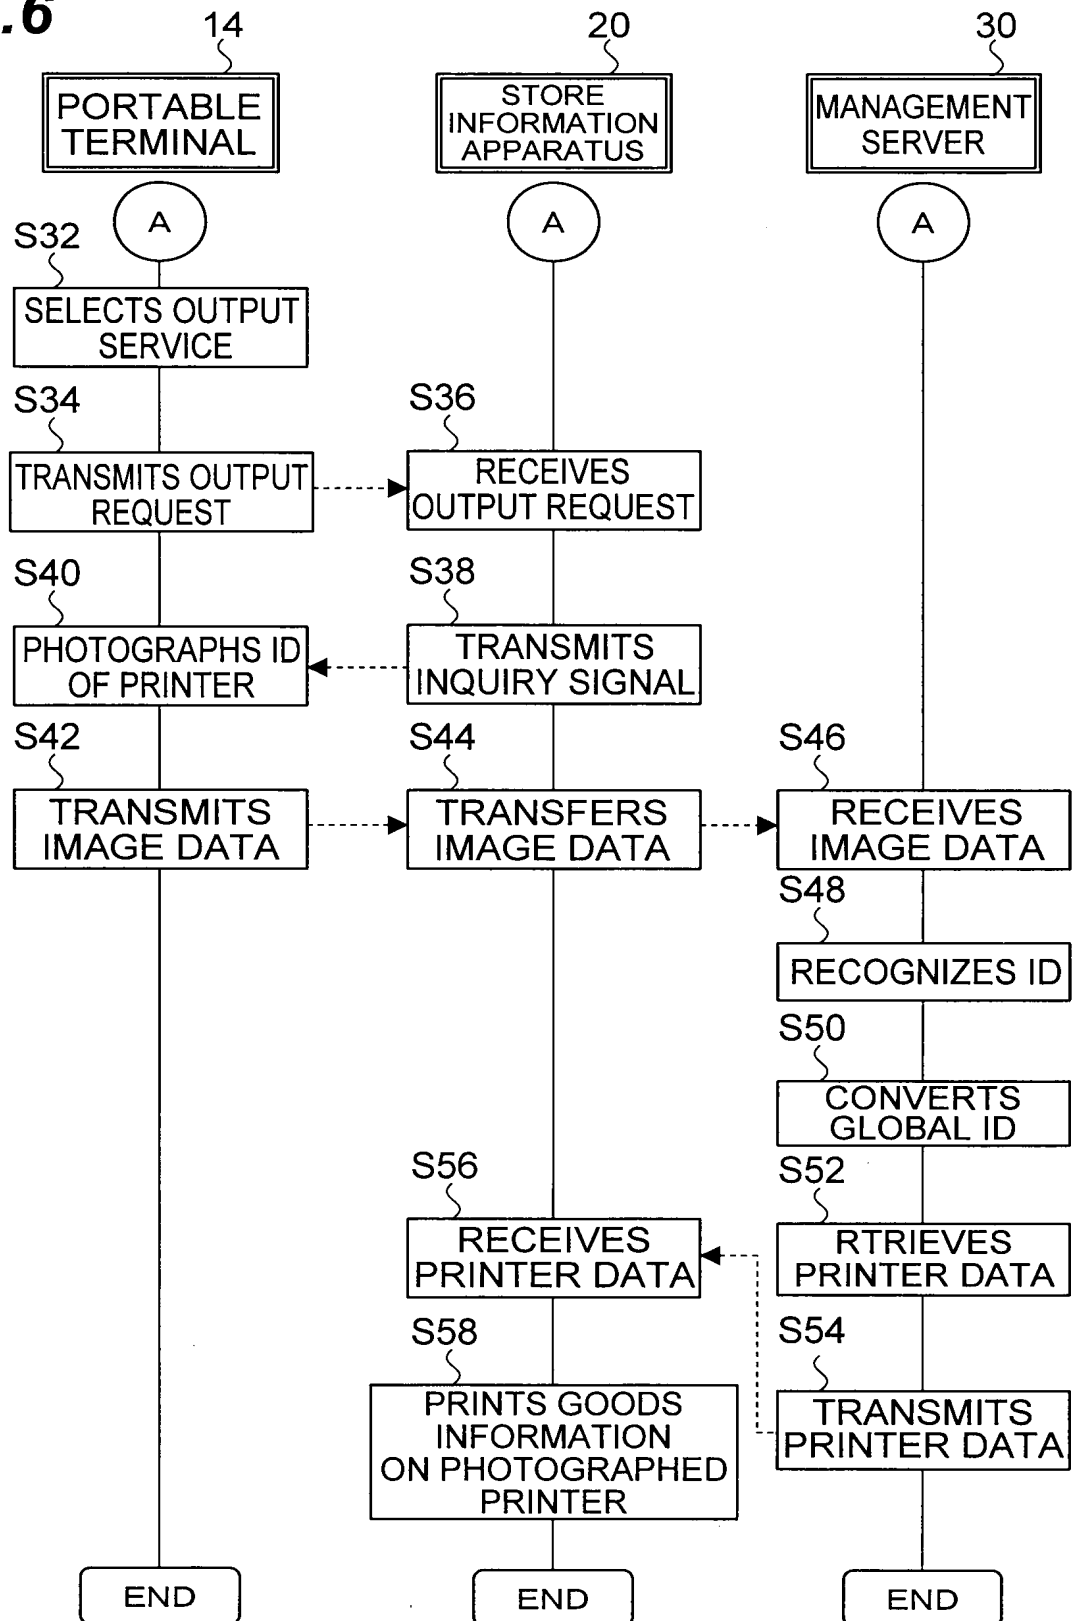 .6
14
20
30
PORTABLE
TERMINAL
STORE
INFORMATION
APPARATUS
MANAGEMENT
SERVER
A
A
A
S32
SELECTS OUTPUT
SERVICE
S34
TRANSMITS OUTPUT
REQUEST
S36
RECEIVES
OUTPUT REQUEST
S40
PHOTOGRAPHS ID
OF PRINTER
S38
TRANSMITS
INQUIRY SIGNAL
S42
TRANSMITS
IMAGE DATA
S44
TRANSFERS
IMAGE DATA
S46
RECEIVES
IMAGE DATA
S48
RECOGNIZES ID
S50
CONVERTS
GLOBAL ID
S56
RECEIVES
PRINTER DATA
S52
RTRIEVES
PRINTER DATA
S58
PRINTS GOODS
INFORMATION
ON PHOTOGRAPHED
PRINTER
S54
TRANSMITS
PRINTER DATA
END
END
END